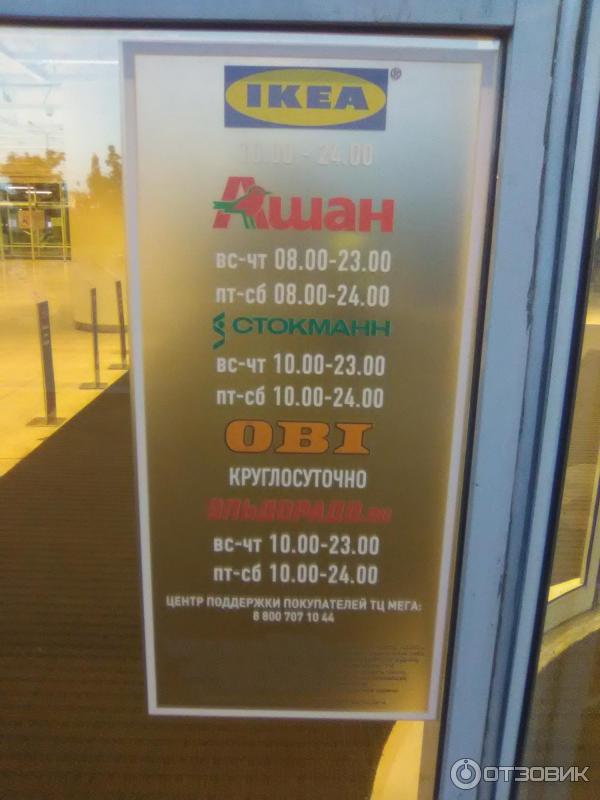 IKEA ®
10.00 - 24.00
Ашан
вс-чт 08.00-23.00
пт-сб 08.00-24.00
СТОКМАНН
вс-чт 10.00-23.00
пт-сб 10.00-24.00
OBI
КРУГЛОСУТОЧНО
ЭЛЬДОРАДО.RU
вс-чт 10.00-23.00
пт-сб 10.00-24.00
ЦЕНТР ПОДДЕРЖКИ ПОКУПАТЕЛЕЙ ТЦ МЕГА:
8 800 707 10 44
ОТЗОВИК